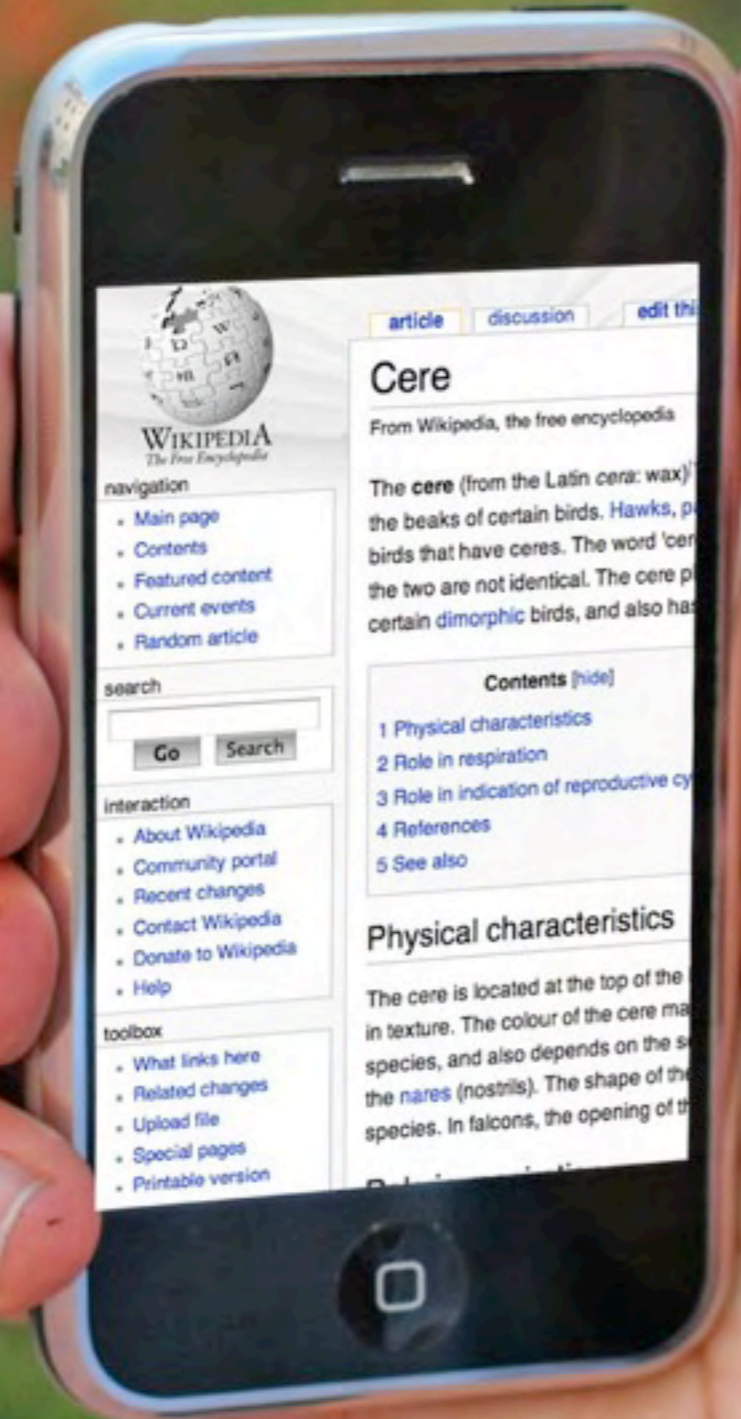 WIKIPEDIA
The Free Encyclopedia
navigation
Main page
Contents
Featured content
Current events
Random article
search
Go Search
interaction
About Wikipedia
Community portal
Recent changes
Contact Wikipedia
Donate to Wikipedia
Help
toolbox
What links here
Related changes
Upload file
Special pages
Printable version
article discussion edit thi
Cere
From Wikipedia, the free encyclopedia
The cere (from the Latin cera: wax)
the beaks of certain birds. Hawks, p
birds that have ceres. The word 'cer
the two are not identical. The cere p
certain dimorphic birds, and also has
Contents [hide]
1 Physical characteristics
2 Role in respiration
3 Role in indication of reproductive cy
4 References
5 See also
Physical characteristics
The cere is located at the top of the
in texture. The colour of the cere ma
species, and also depends on the s
the nares (nostrils). The shape of the
species. In falcons, the opening of th